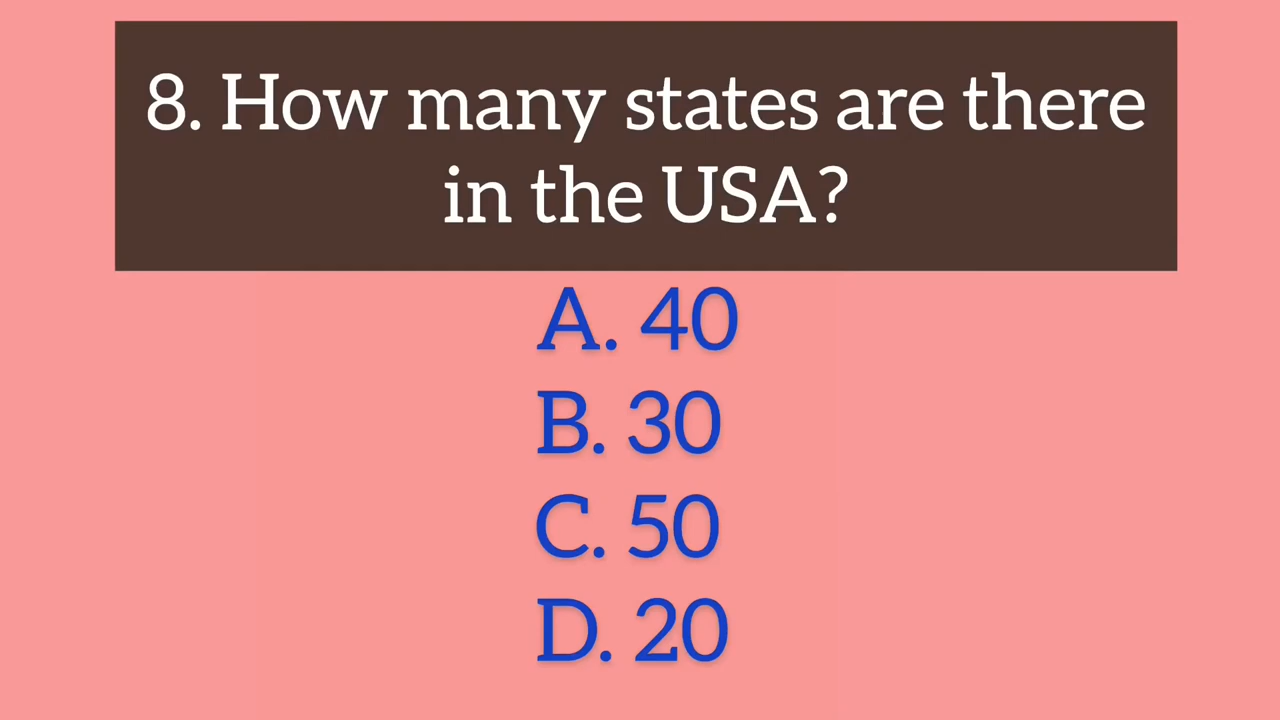 8. How many states are there
in the USA?
A. 40
B. 30
C. 50
D. 20